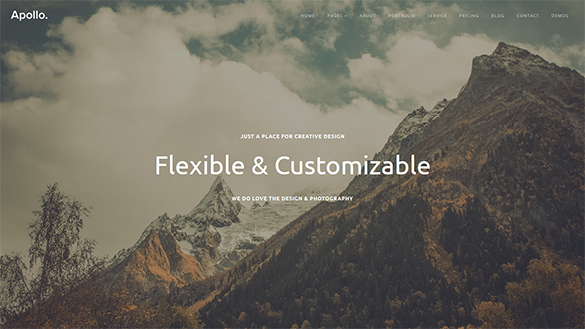 Apollo.
HOME PAGES ABOUT PORTFOLIO SERVICE PRICING BLOG CONTACT DEMOS
JUST A PLACE FOR CREATIVE DESIGN
Flexible & Customizable
WE DO LOVE THE DESIGN & PHOTOGRAPHY